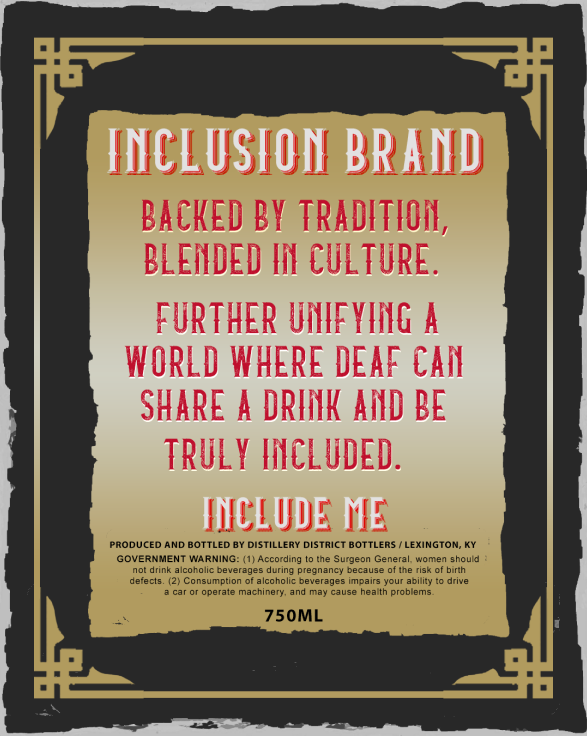 INCLUSION BRAND
BACKED BY TRADITION,
BLENDED IN CULTURE.
FURTHER UNIFYING A
WORLD WHERE DEAF CAN
SHARE A DRINK AND BE
TRULY INCLUDED.
INCLUDE ME
PRODUCED AND BOTTLED BY DISTILLERY DISTRICT BOTTLERS / LEXINGTON, KY
GOVERNMENT WARNING: (1) According to the Surgeon General, women should
not drink alcoholic beverages during pregnancy because of the risk of birth
defects. (2) Consumption of alcoholic beverages impairs your ability to drive
a car or operate machinery, and may cause health problems.
750ML